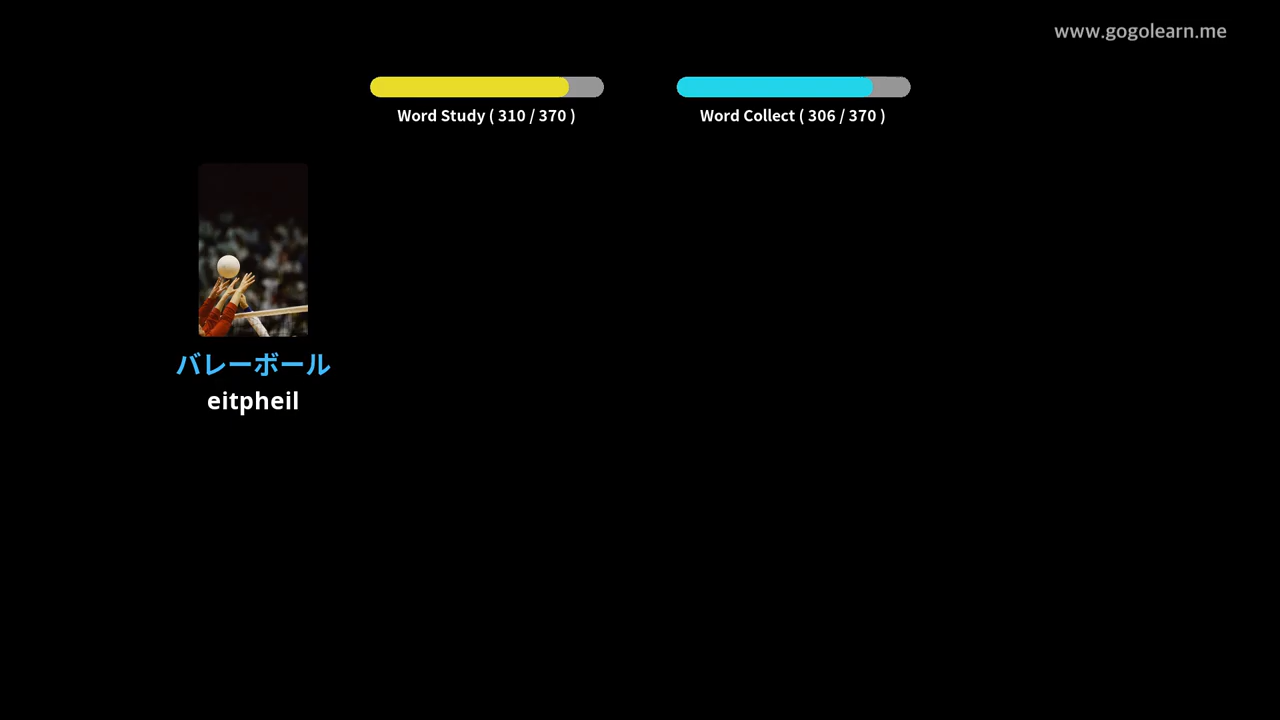 www.gogolearn.me
Word Study ( 310 / 370 )
Word Collect ( 306 / 370 )
バレーボール
eitpheil